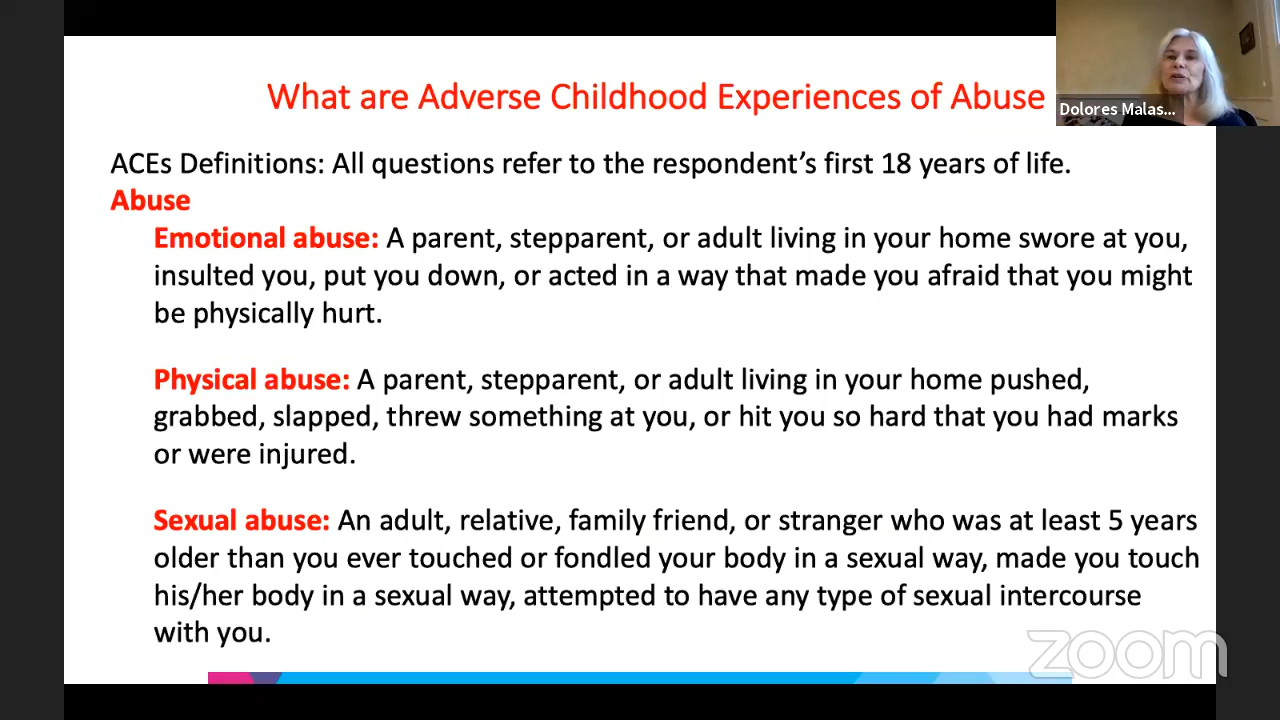 What are Adverse Childhood Experiences of Abuse
Dolores Malas...
ACEs Definitions: All questions refer to the respondent’s first 18 years of life.
Abuse
Emotional abuse: A parent, stepparent, or adult living in your home swore at you,
insulted you, put you down, or acted in a way that made you afraid that you might
be physically hurt.
Physical abuse: A parent, stepparent, or adult living in your home pushed,
grabbed, slapped, threw something at you, or hit you so hard that you had marks
or were injured.
Sexual abuse: An adult, relative, family friend, or stranger who was at least 5 years
older than you ever touched or fondled your body in a sexual way, made you touch
his/her body in a sexual way, attempted to have any type of sexual intercourse
with you.
zoom